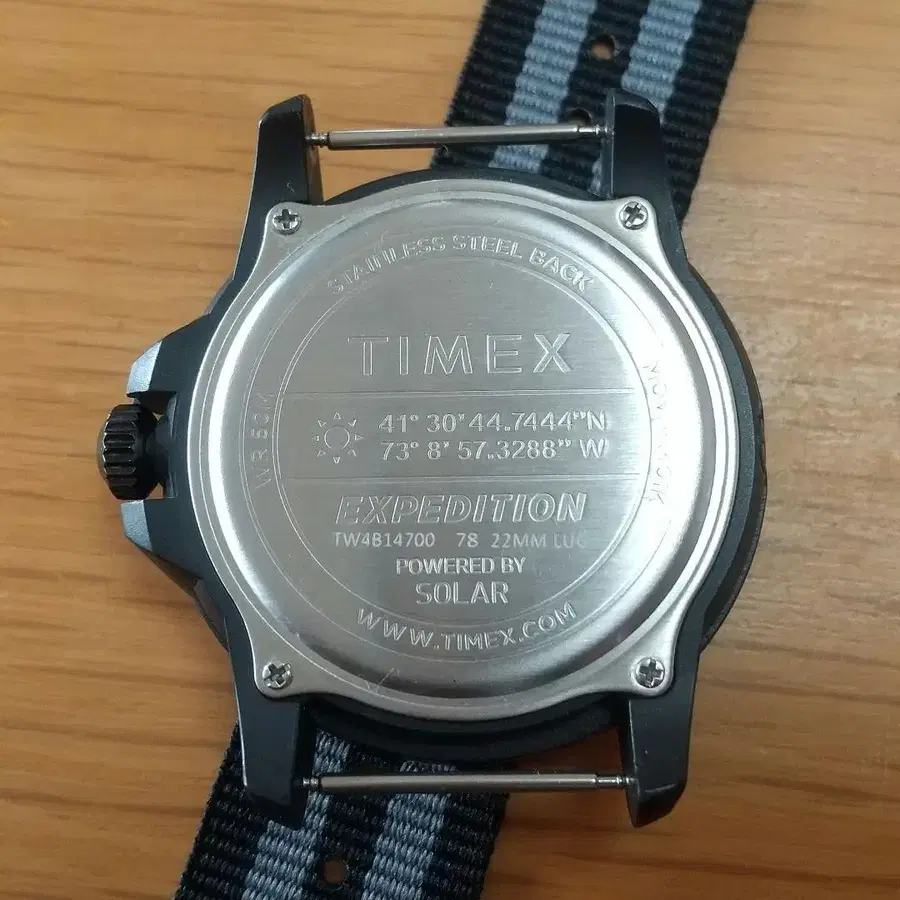 STAINLESS STEEL BACK
TIMEX
41° 30' 44.7444"N
73° 8' 57.3288" W
WR 50M
EXPEDITION
TW4B14700 78 22MM LUG
POWERED BY
SOLAR
WWW.TIMEX.COM